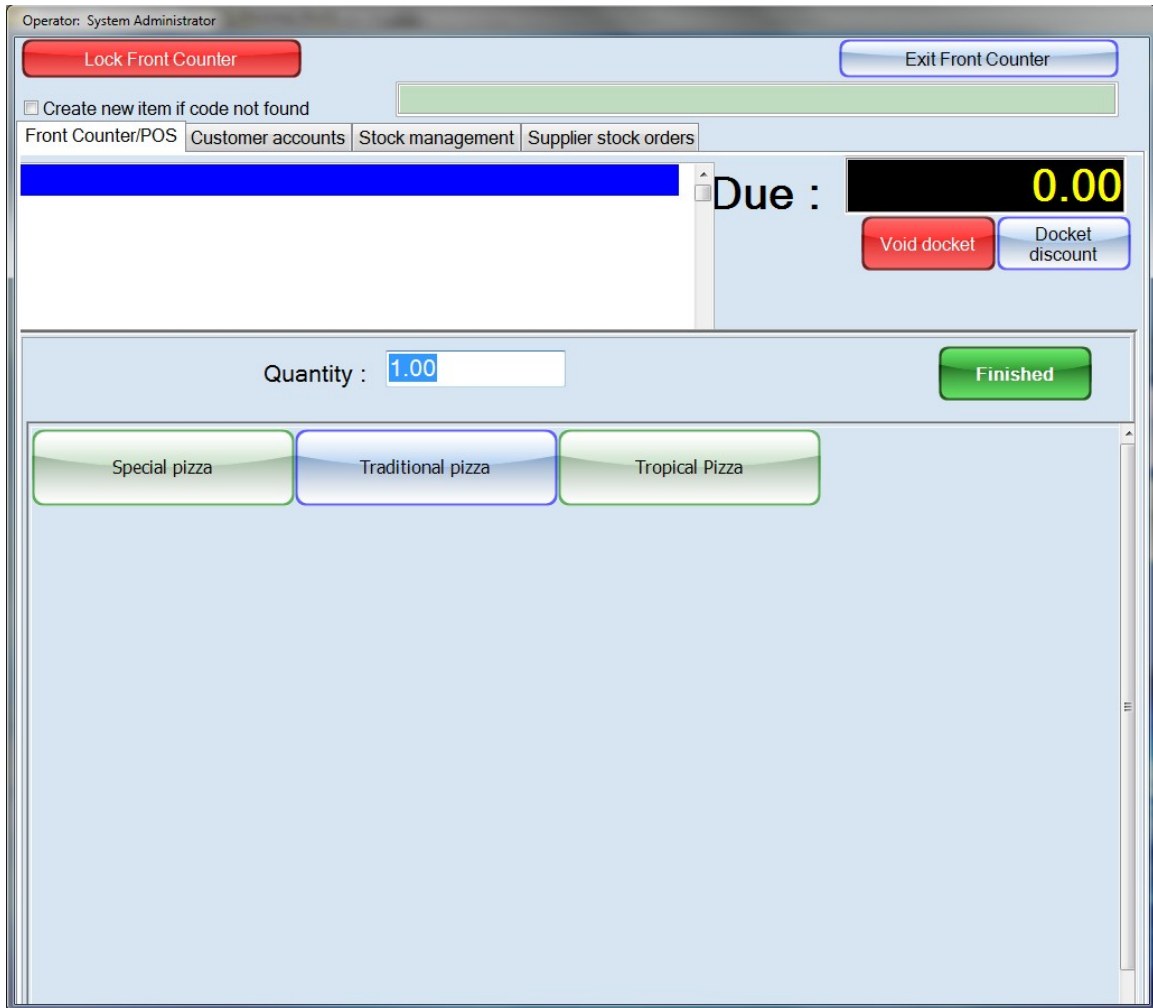 Operator: System Administrator
Lock Front Counter
Exit Front Counter
Create new item if code not found
Front Counter/POS Customer accounts Stock management Supplier stock orders
Due : 0.00
Void docket
Docket
discount
Quantity : 1.00
Finished
Special pizza Traditional pizza Tropical Pizza